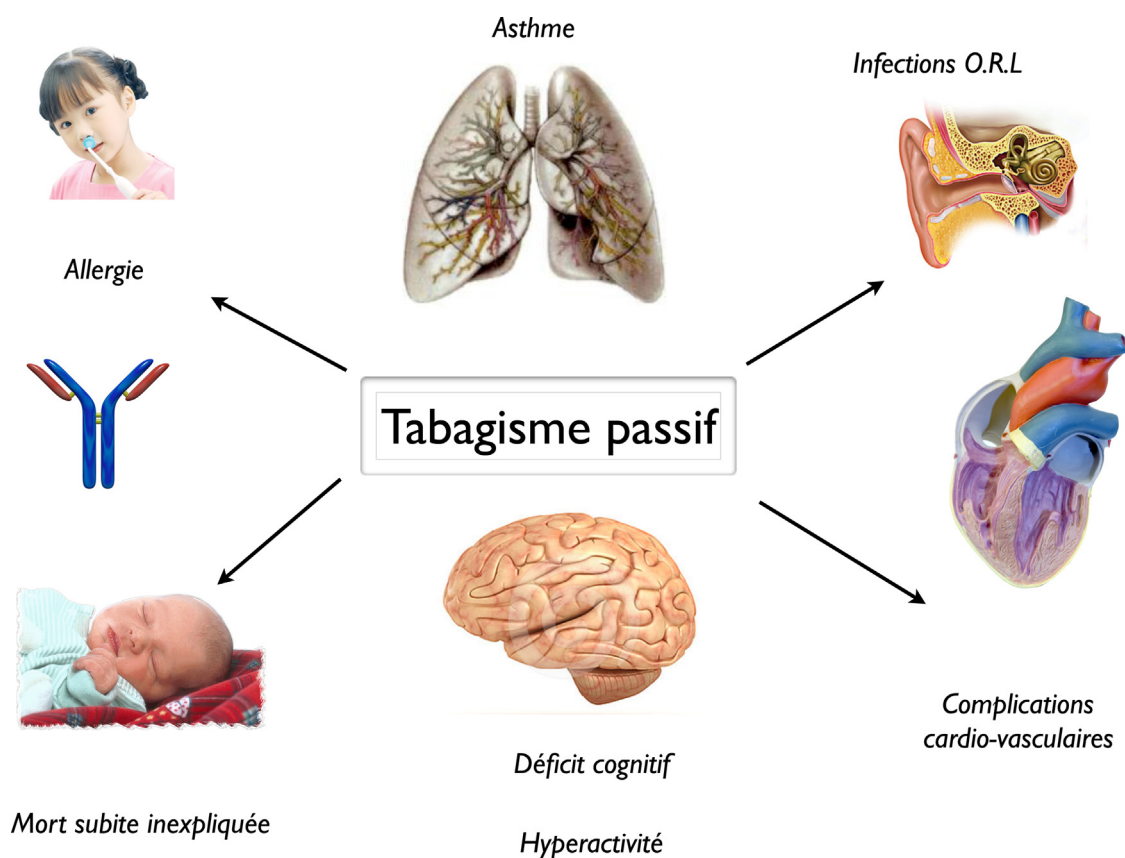 Asthme
Infections O.R.L
Allergie
Tabagisme passif
Complications
cardio-vasculaires
Déficit cognitif
Mort subite inexpliquée
Hyperactivité